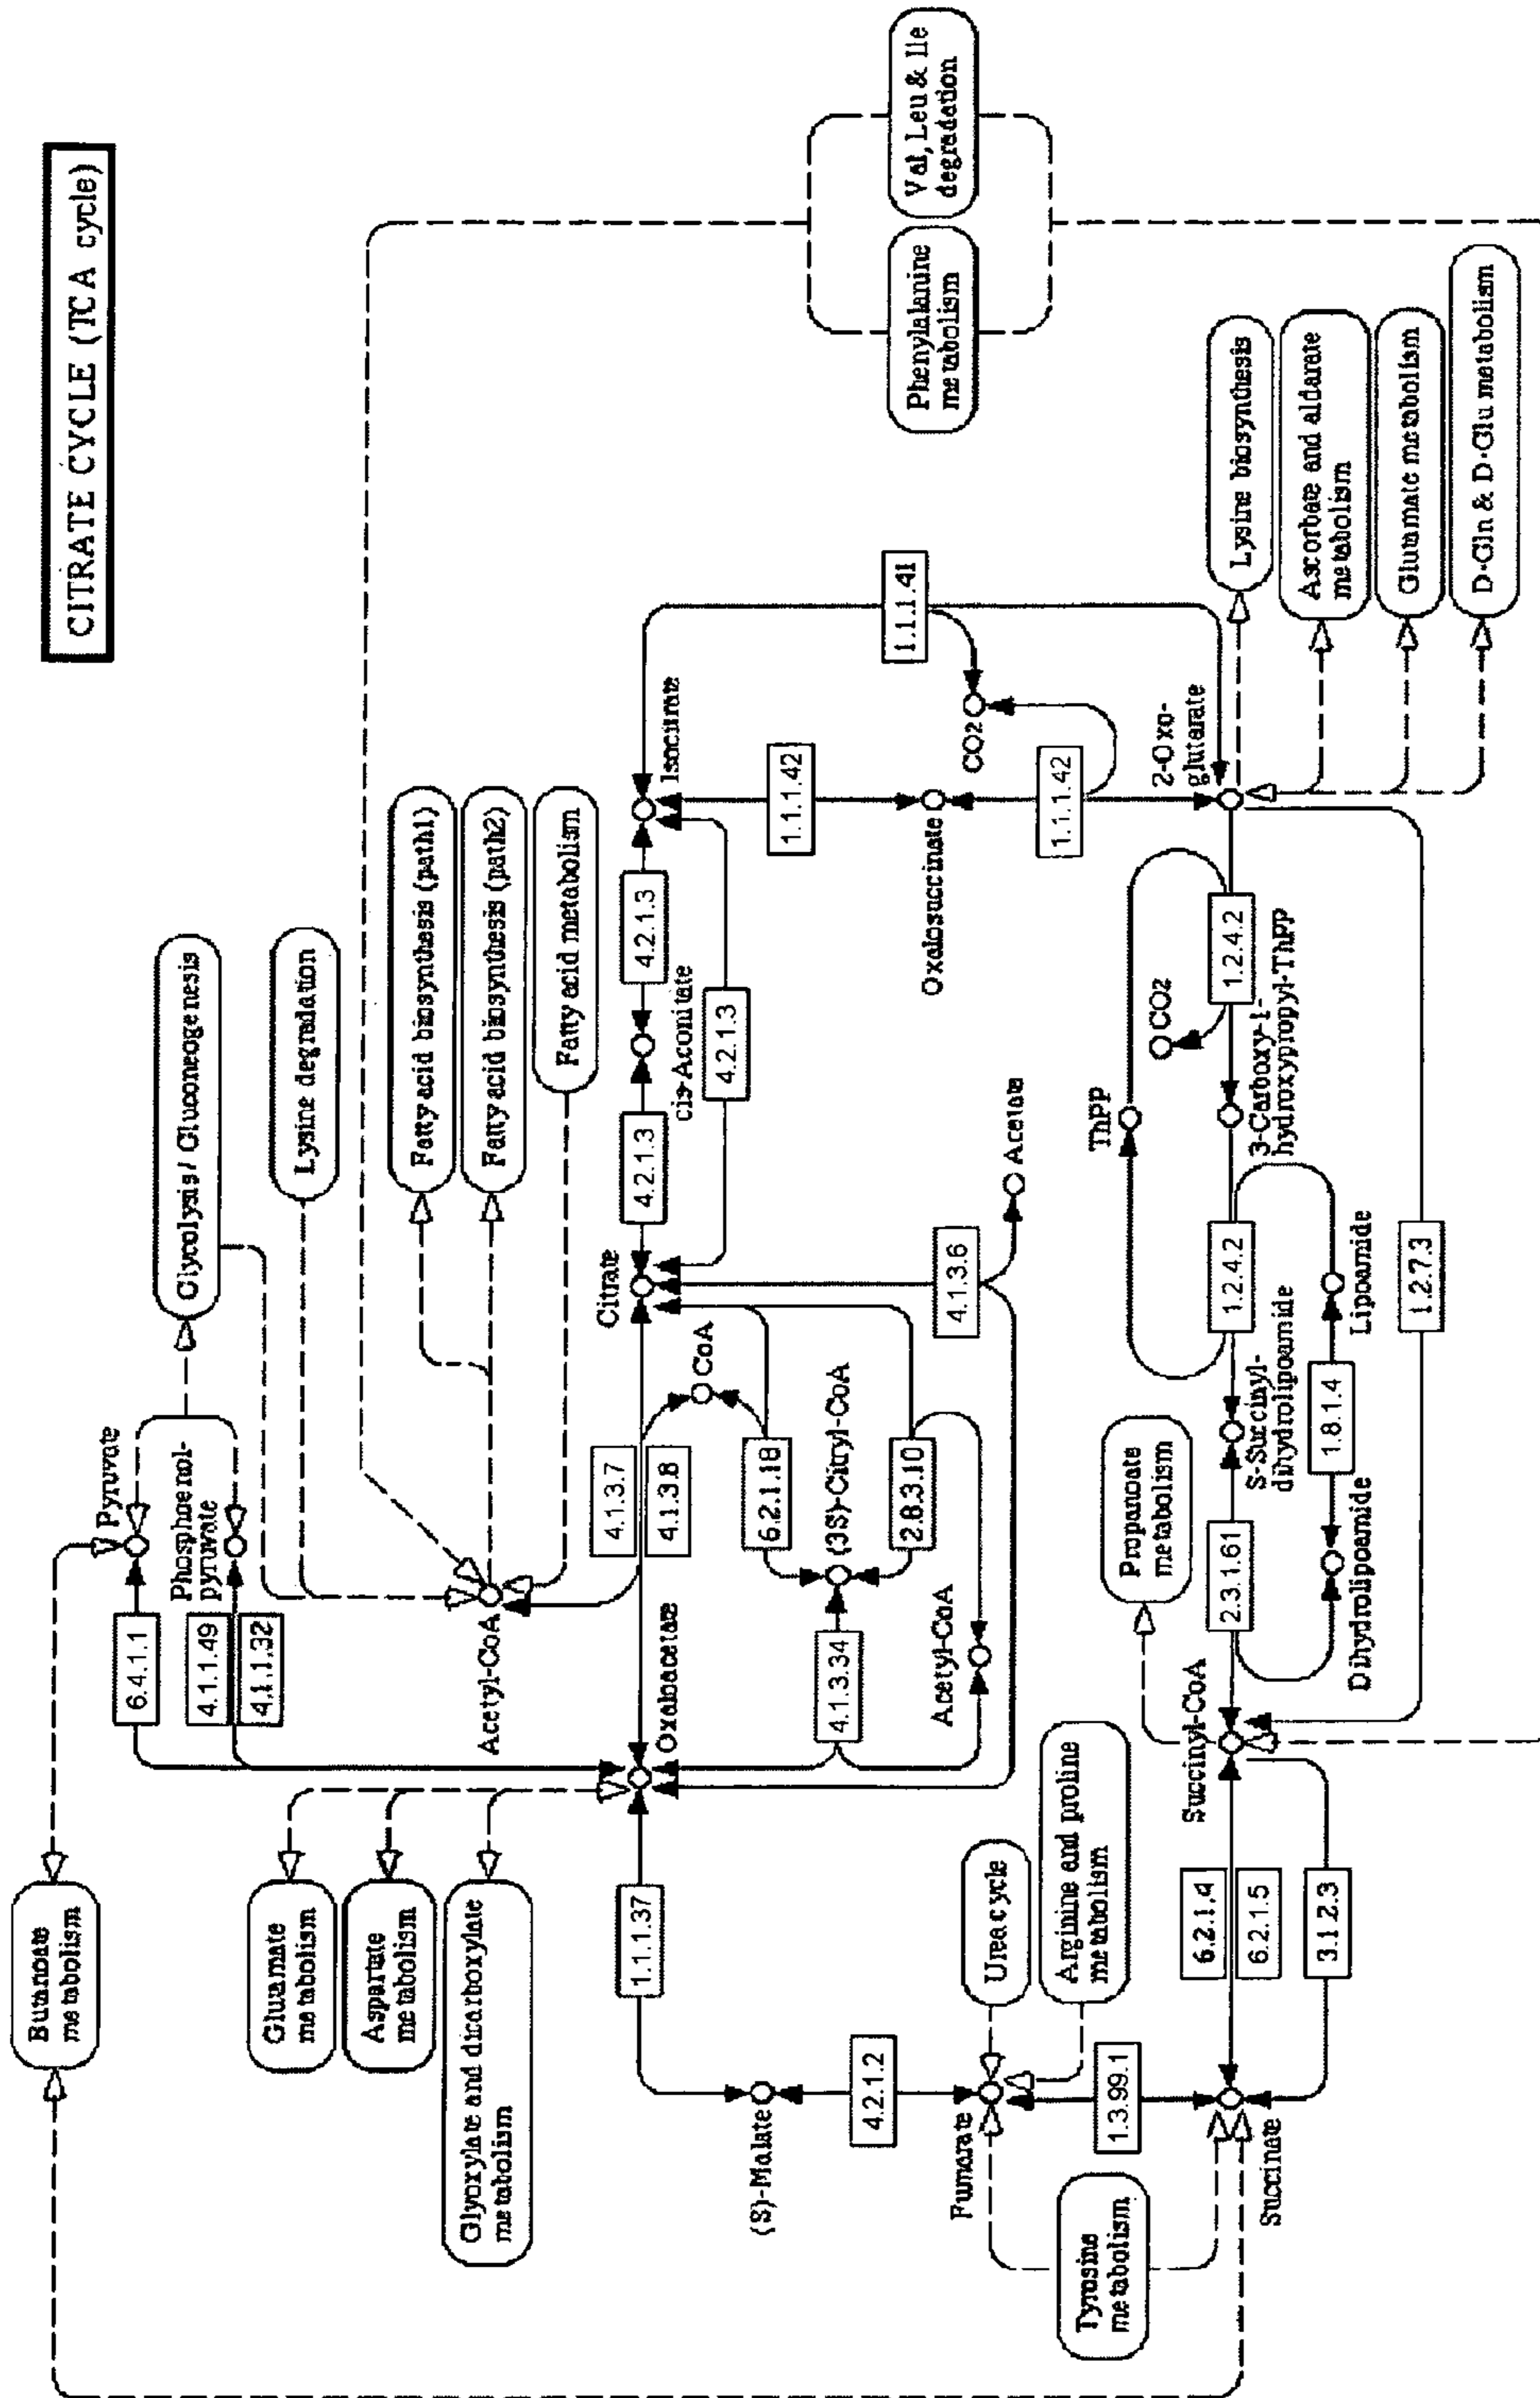 CITRATE CYCLE (TCA cycle)
Butanoate
metabolism
Pyruvate
6.4.1.1
Phosphoenol-
pyruvate
4.1.1.49
4.1.1.32
Glycolysis / Gluconeogenesis
Lysine degradation
Fatty acid biosynthesis (path1)
Fatty acid biosynthesis (path2)
Fatty acid metabolism
Glutamate
metabolism
Aspartate
metabolism
Glyoxylate and dicarboxylate
metabolism
Acetyl-CoA
Oxaloacetate
4.1.3.7
4.1.3.8
Citrate
4.2.1.3
cis-Aconitate
4.2.1.3
4.2.1.3
Isocitrate
CoA
1.1.1.37
6.2.1.18
(3S)-Citryl-CoA
4.1.3.34
2.8.3.10
Acetyl-CoA
4.1.3.6
Acetate
1.1.1.42
1.1.1.41
Oxalosuccinate
CO2
1.1.1.42
Phenylalanine
metabolism
Val, Leu & Ile
degradation
(S)-Malate
4.2.1.2
Fumarate
Urea cycle
Arginine and proline
metabolism
1.3.99.1
Tyrosine
metabolism
Succinate
6.2.1.4
6.2.1.5
3.1.2.3
Succinyl-CoA
Propanoate
metabolism
2.3.1.61
S-Succinyl-
dihydrolipoamide
1.2.4.2
ThPP
CO2
3-Carboxy-1-
hydroxypropyl-ThPP
1.2.4.2
2-Oxo-
glutarate
Dihydrolipoamide
1.8.1.4
Lipoamide
1.2.7.3
Lysine biosynthesis
Ascorbate and aldarate
metabolism
Glutamate metabolism
D-Gln & D-Glu metabolism